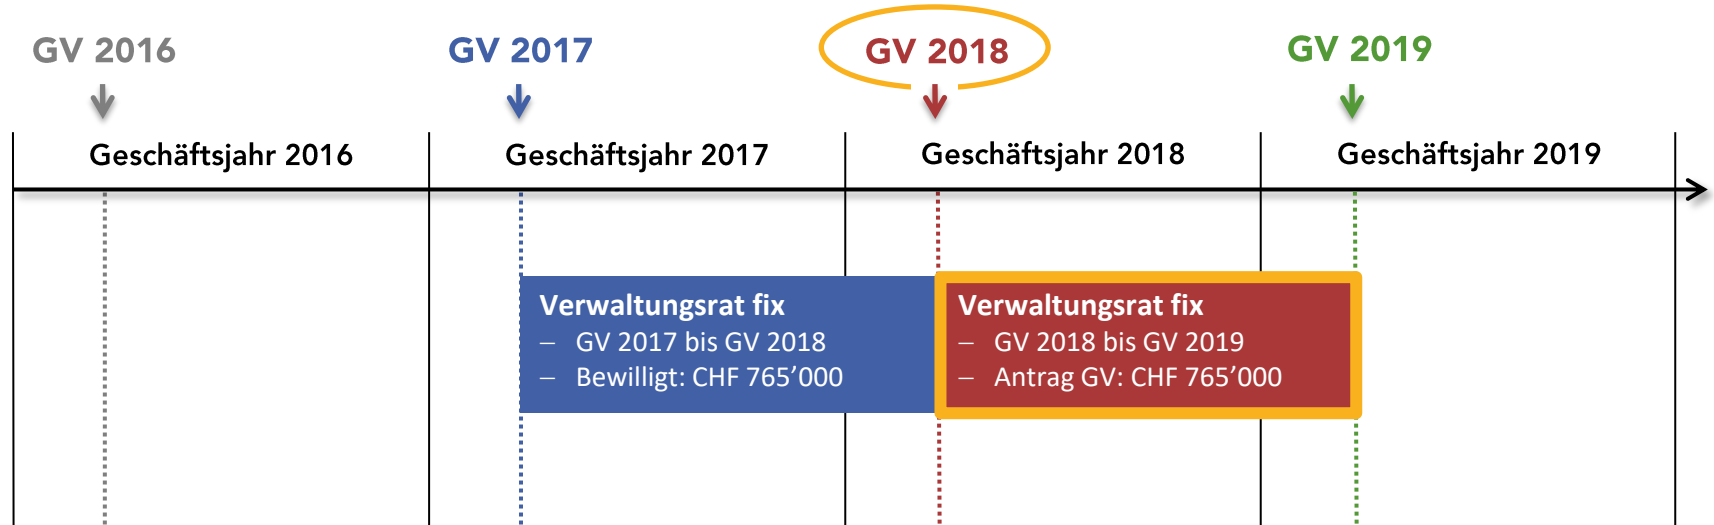 GV 2016
GV 2017
GV 2018
GV 2019
Geschäftsjahr 2016
Geschäftsjahr 2017
Geschäftsjahr 2018
Geschäftsjahr 2019
Verwaltungsrat fix
– GV 2017 bis GV 2018
– Bewilligt: CHF 765’000
Verwaltungsrat fix
– GV 2018 bis GV 2019
– Antrag GV: CHF 765’000